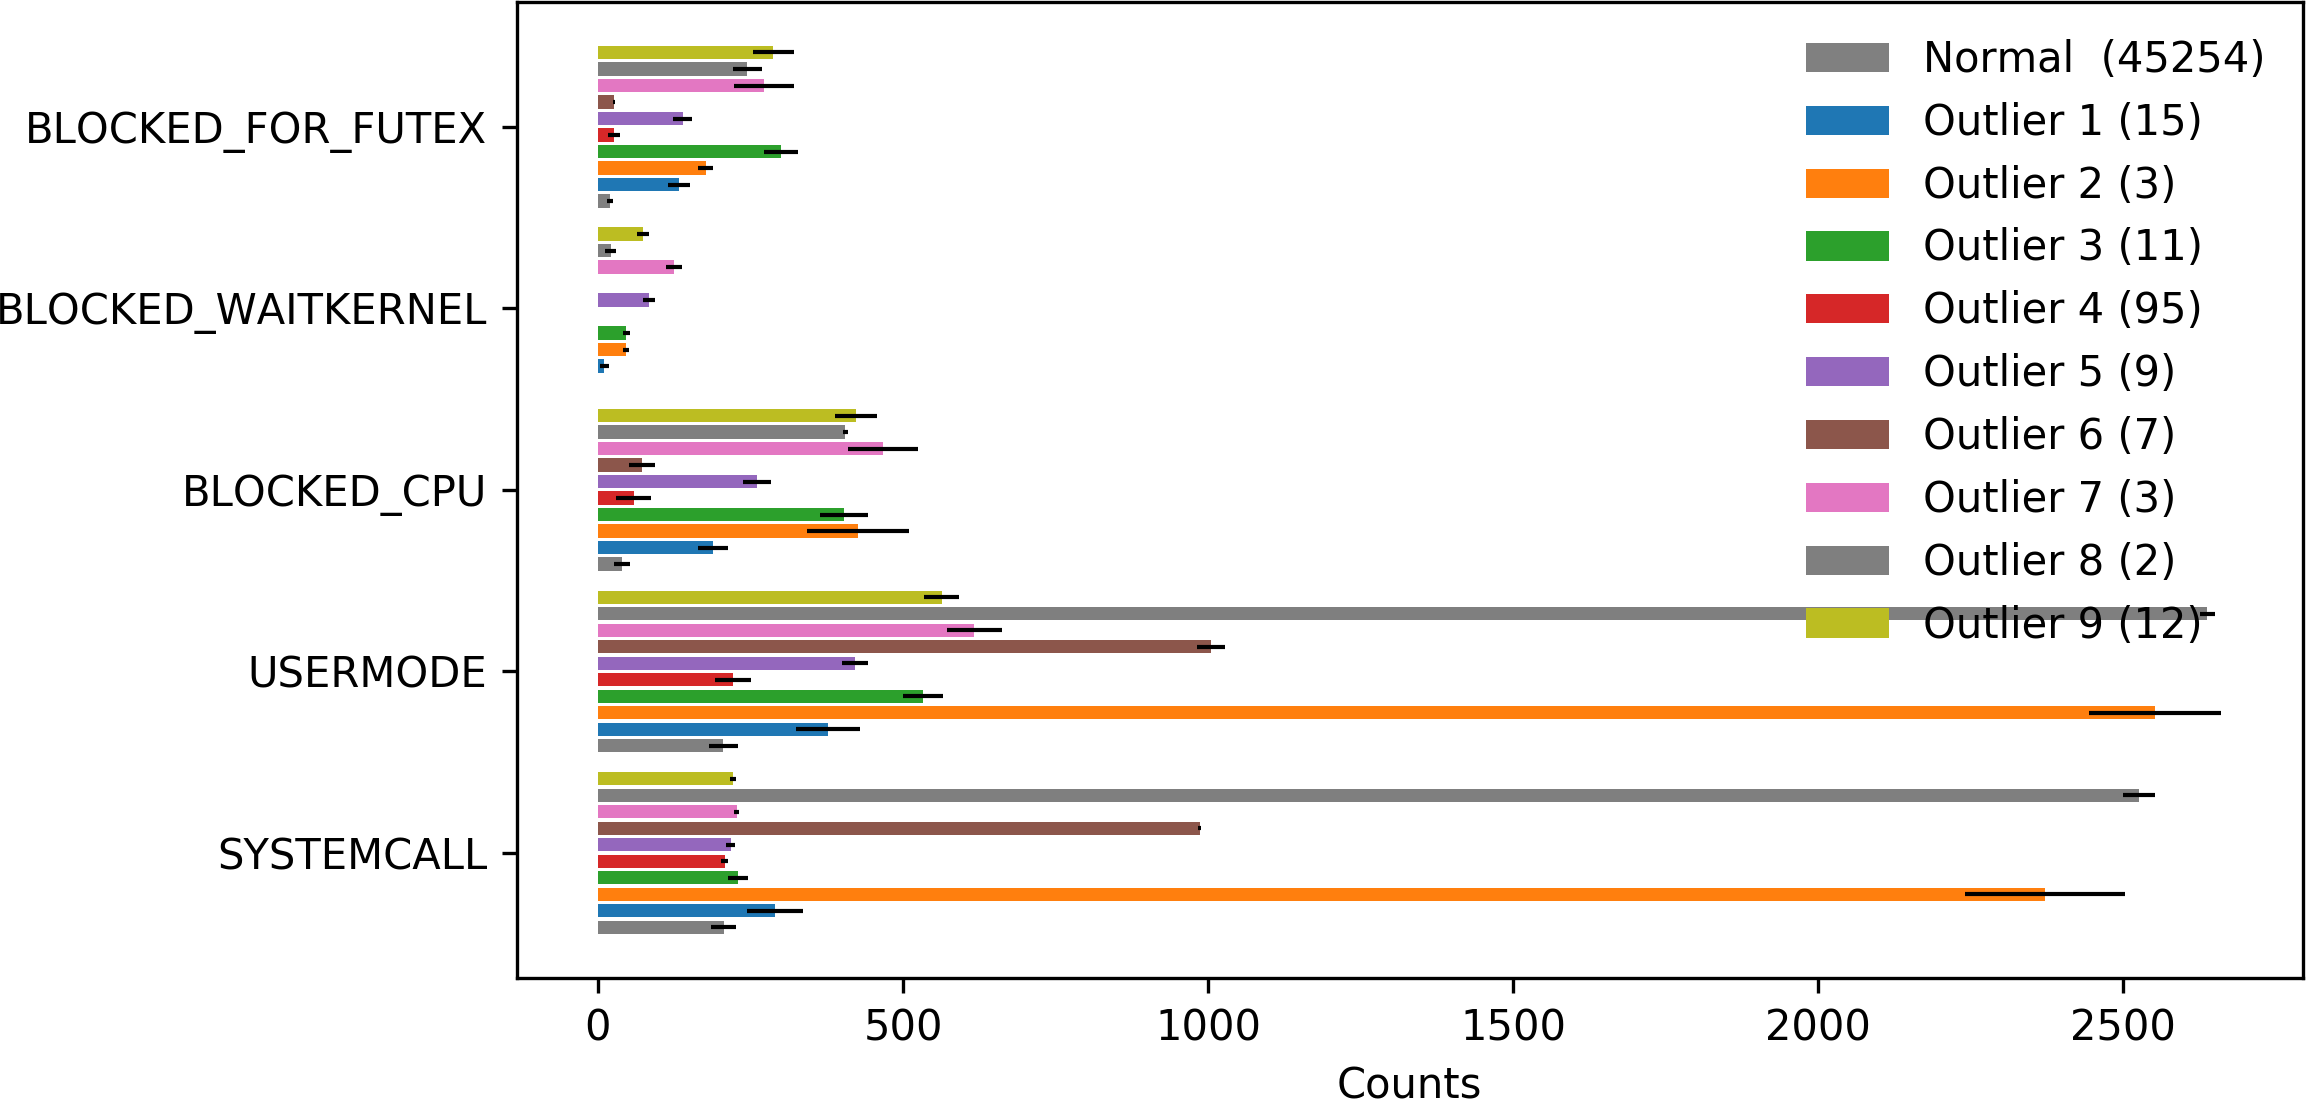 BLOCKED_FOR_FUTEX
BLOCKED_WAITKERNEL
BLOCKED_CPU
USERMODE
SYSTEMCALL
Normal  (45254)
Outlier 1 (15)
Outlier 2 (3)
Outlier 3 (11)
Outlier 4 (95)
Outlier 5 (9)
Outlier 6 (7)
Outlier 7 (3)
Outlier 8 (2)
Outlier 9 (12)
0 500 1000 1500 2000 2500
Counts